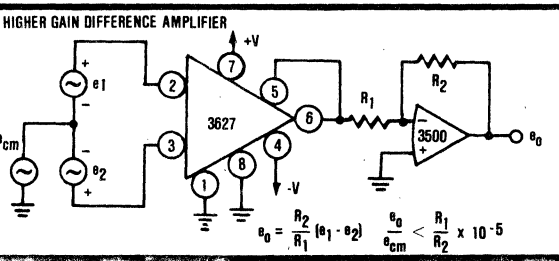 HIGHER GAIN DIFFERENCE AMPLIFIER
+V
7
+
e1
−
2
5
R1
R2
3627
6
−
3500
+
eo
cm
−
e2
+
3
4
-V
1
8
eo = R2/R1 (e1 - e2)
eo/ecm < R1/R2 x 10-5